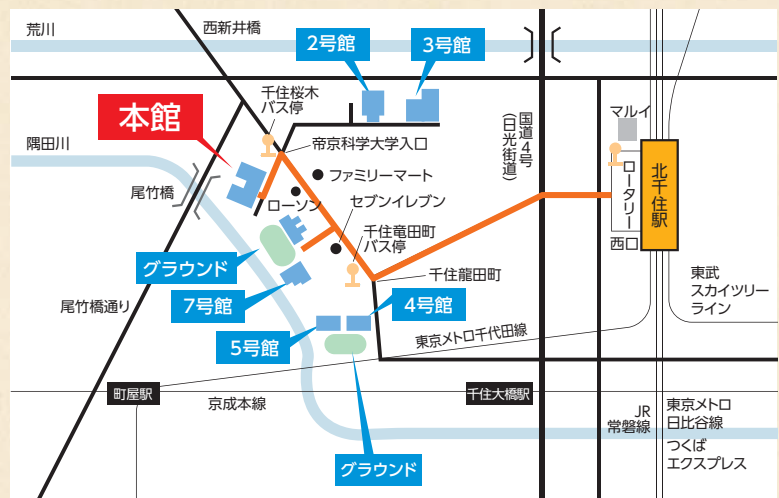 荒川
西新井橋
2号館
3号館
千住桜木
バス停
本館
国道4号
(日光街道)
マルイ
隅田川
帝京科学大学入口
尾竹橋
ファミリーマート
ローソン
セブンイレブン
ロータリー
北千住駅
千住竜田町
バス停
西口
グラウンド
千住龍田町
東武
スカイツリー
ライン
7号館
4号館
尾竹橋通り
5号館
東京メトロ千代田線
町屋駅
京成本線
千住大橋駅
JR
常磐線
東京メトロ
日比谷線
つくば
エクスプレス
グラウンド